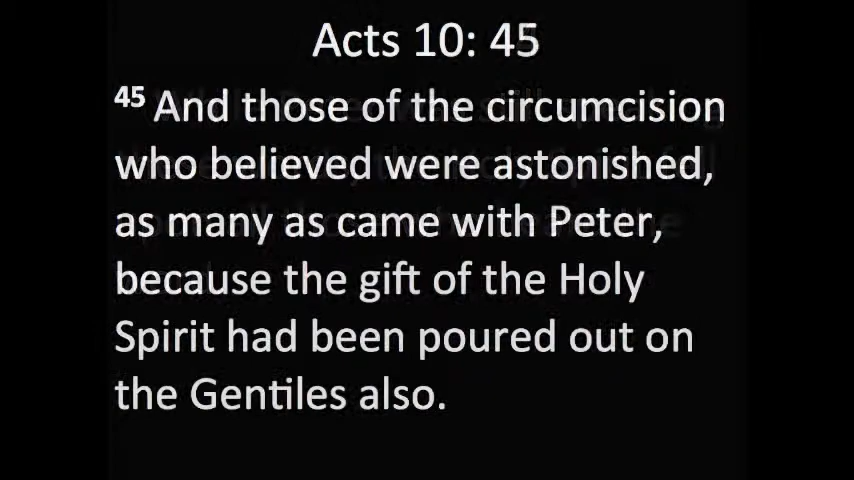 Acts 10: 45
45 And those of the circumcision
who believed were astonished,
as many as came with Peter,
because the gift of the Holy
Spirit had been poured out on
the Gentiles also.